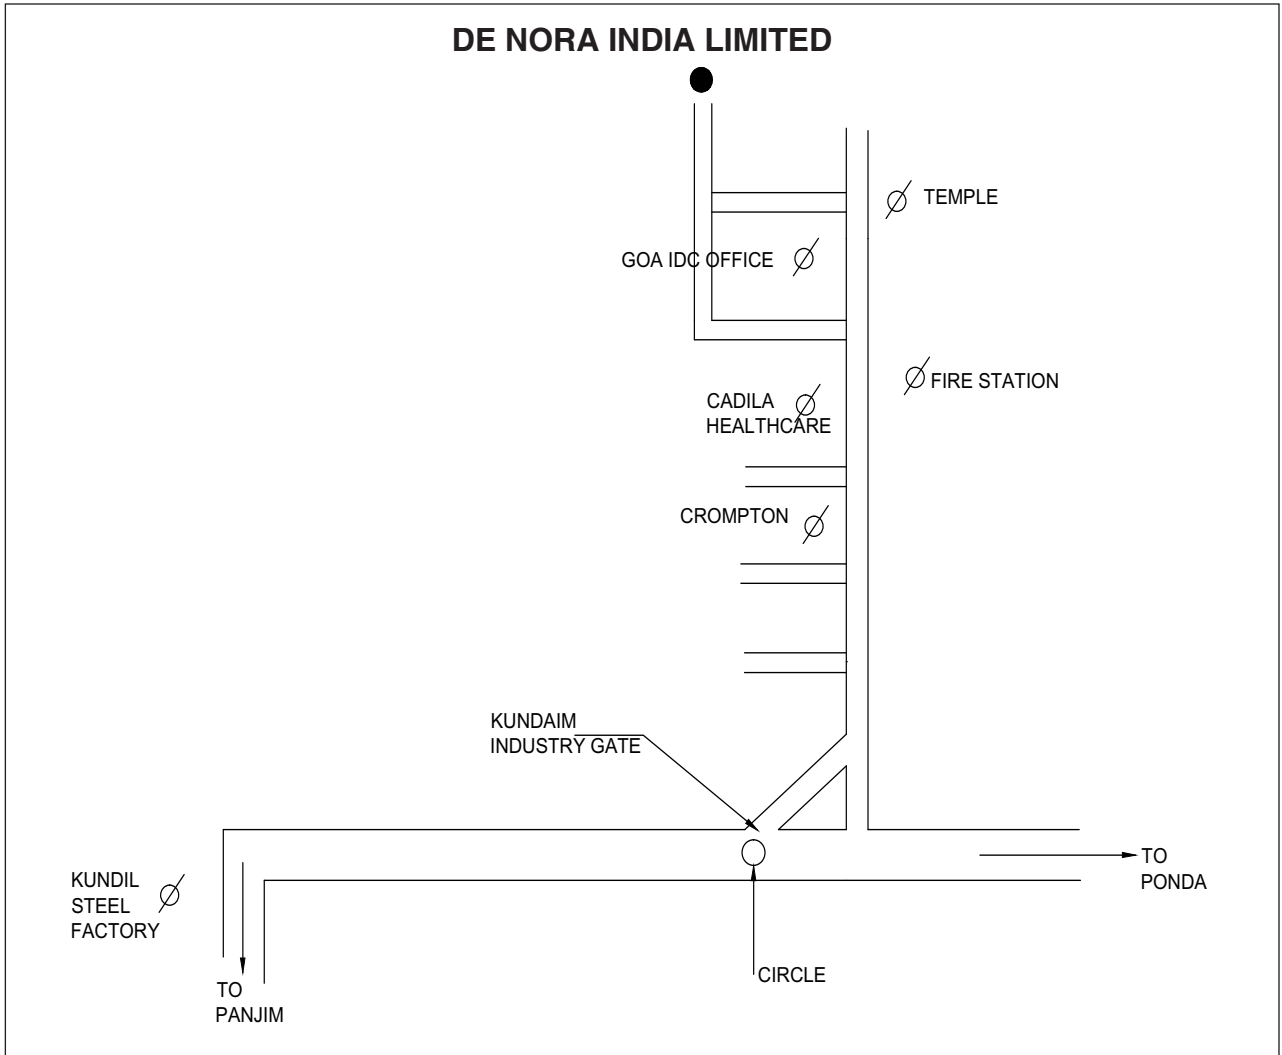 DE NORA INDIA LIMITED
TEMPLE
GOA IDC OFFICE
FIRE STATION
CADILA
HEALTHCARE
CROMPTON
KUNDAIM
INDUSTRY GATE
TO
PONDA
KUNDIL
STEEL
FACTORY
CIRCLE
TO
PANJIM